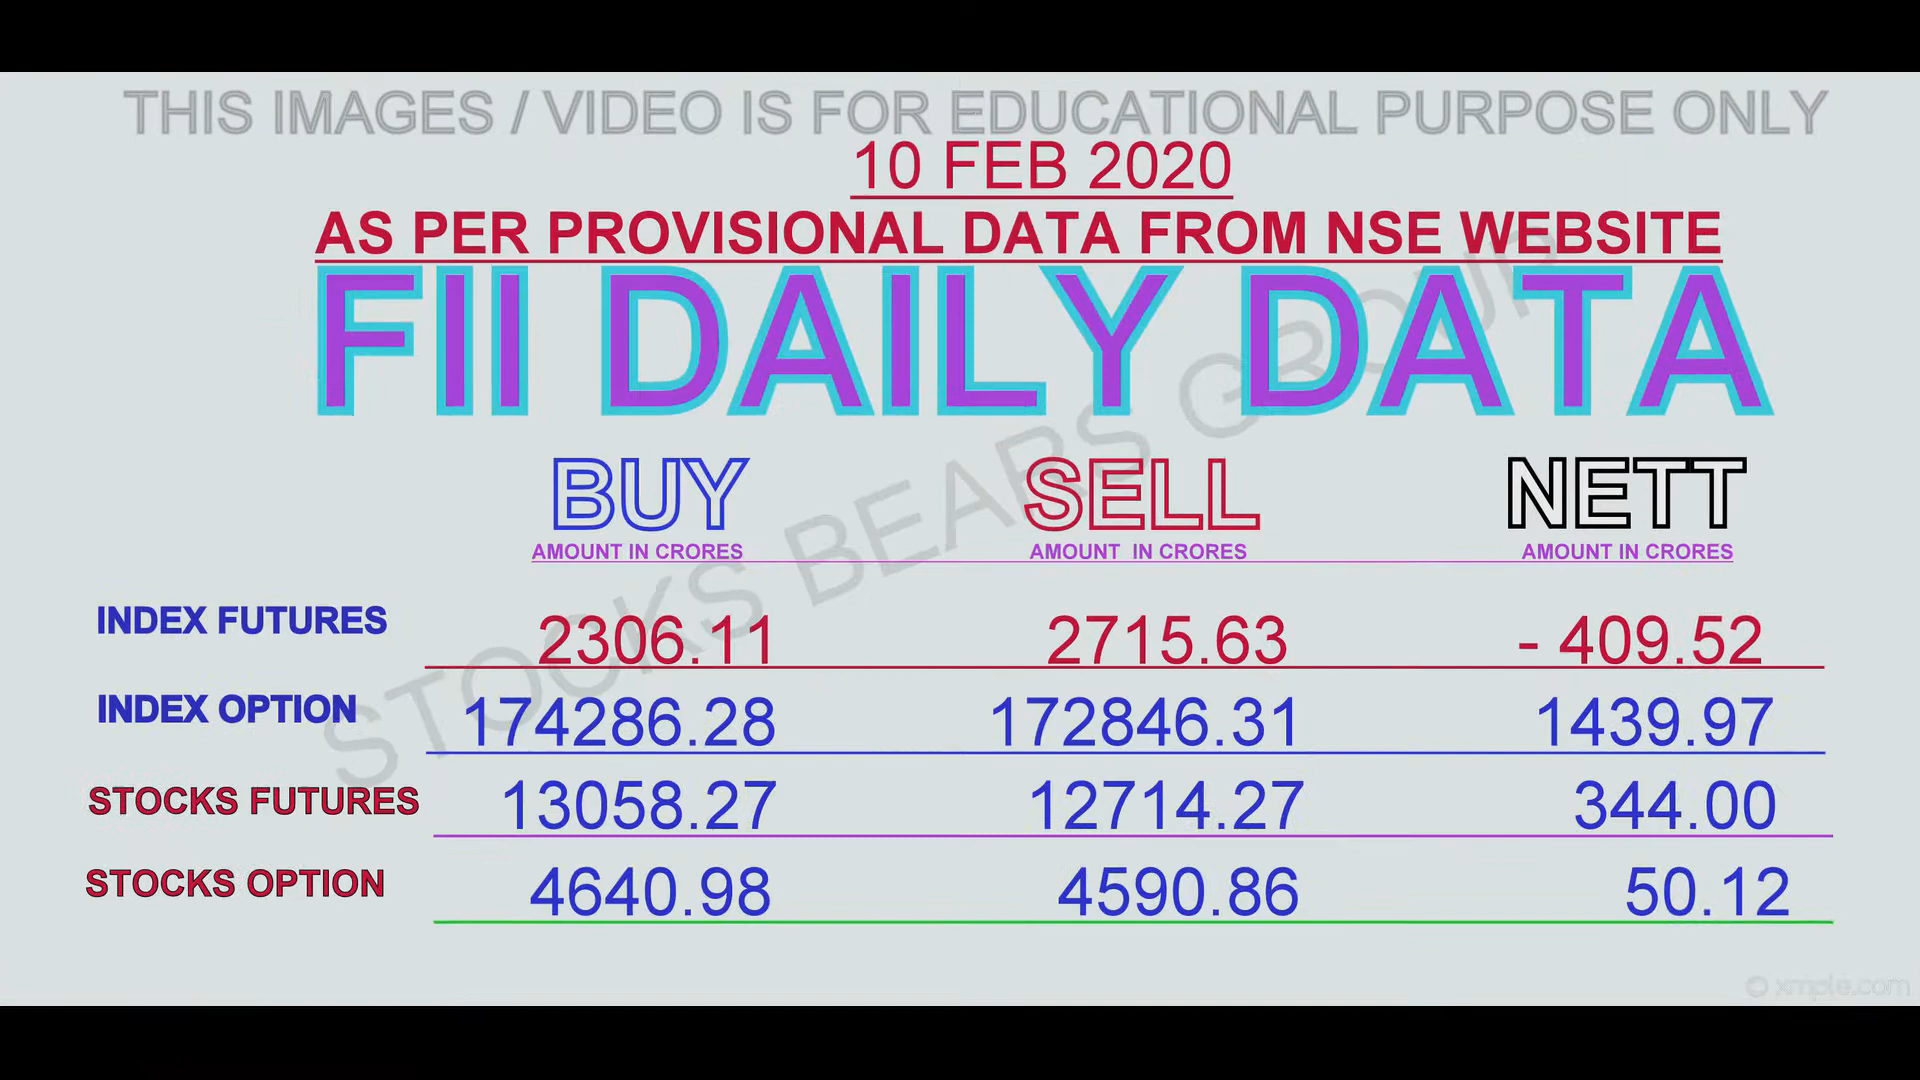 THIS IMAGES / VIDEO IS FOR EDUCATIONAL PURPOSE ONLY
10 FEB 2020
AS PER PROVISIONAL DATA FROM NSE WEBSITE
FII DAILY DATA
BUY SELL NETT
AMOUNT IN CRORES AMOUNT IN CRORES AMOUNT IN CRORES
INDEX FUTURES 2306.11 2715.63 - 409.52
INDEX OPTION 174286.28 172846.31 1439.97
STOCKS FUTURES 13058.27 12714.27 344.00
STOCKS OPTION 4640.98 4590.86 50.12
STOCKS BEARS GROUP
© xmple.com